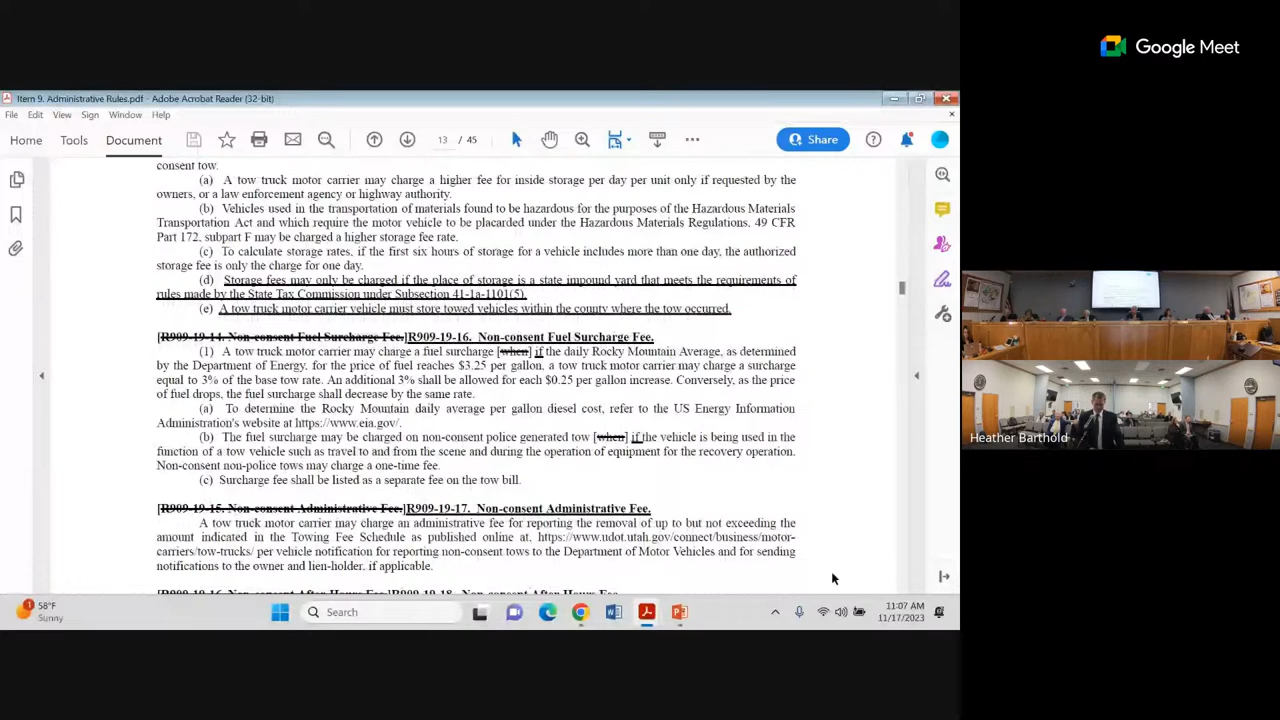 Google Meet
Item 9. Administrative Rules.pdf - Adobe Acrobat Reader (32-bit)
File Edit View Sign Window Help
Home Tools Document 13 / 45 Share
consent tow.
(a) A tow truck motor carrier may charge a higher fee for inside storage per day per unit only if requested by the
owners, or a law enforcement agency or highway authority.
(b) Vehicles used in the transportation of materials found to be hazardous for the purposes of the Hazardous Materials
Transportation Act and which require the motor vehicle to be placarded under the Hazardous Materials Regulations, 49 CFR
Part 172, subpart F may be charged a higher storage fee rate.
(c) To calculate storage rates, if the first six hours of storage for a vehicle includes more than one day, the authorized
storage fee is only the charge for one day.
(d) Storage fees may only be charged if the place of storage is a state impound yard that meets the requirements of
rules made by the State Tax Commission under Subsection 41-1a-1101(5).
(e) A tow truck motor carrier vehicle must store towed vehicles within the county where the tow occurred.
[R909-19-14. Non-consent Fuel Surcharge Fee.]R909-19-16. Non-consent Fuel Surcharge Fee.
(1) A tow truck motor carrier may charge a fuel surcharge [when] if the daily Rocky Mountain Average, as determined
by the Department of Energy, for the price of fuel reaches $3.25 per gallon, a tow truck motor carrier may charge a surcharge
equal to 3% of the base tow rate. An additional 3% shall be allowed for each $0.25 per gallon increase. Conversely, as the price
of fuel drops, the fuel surcharge shall decrease by the same rate.
(a) To determine the Rocky Mountain daily average per gallon diesel cost, refer to the US Energy Information
Administration's website at https://www.eia.gov/.
(b) The fuel surcharge may be charged on non-consent police generated tow [when] if the vehicle is being used in the
function of a tow vehicle such as travel to and from the scene and during the operation of equipment for the recovery operation.
Non-consent non-police tows may charge a one-time fee.
(c) Surcharge fee shall be listed as a separate fee on the tow bill.
[R909-19-15. Non-consent Administrative Fee.]R909-19-17. Non-consent Administrative Fee.
A tow truck motor carrier may charge an administrative fee for reporting the removal of up to but not exceeding the
amount indicated in the Towing Fee Schedule as published online at, https://www.udot.utah.gov/connect/business/motor-
carriers/tow-trucks/ per vehicle notification for reporting non-consent tows to the Department of Motor Vehicles and for sending
notifications to the owner and lien-holder, if applicable.
[R909-19-16. Non-consent After Hours Fee.]R909-19-18. Non-consent After Hours Fee.
Heather Barthold
1
58°F
Sunny
Search
11:07 AM
11/17/2023